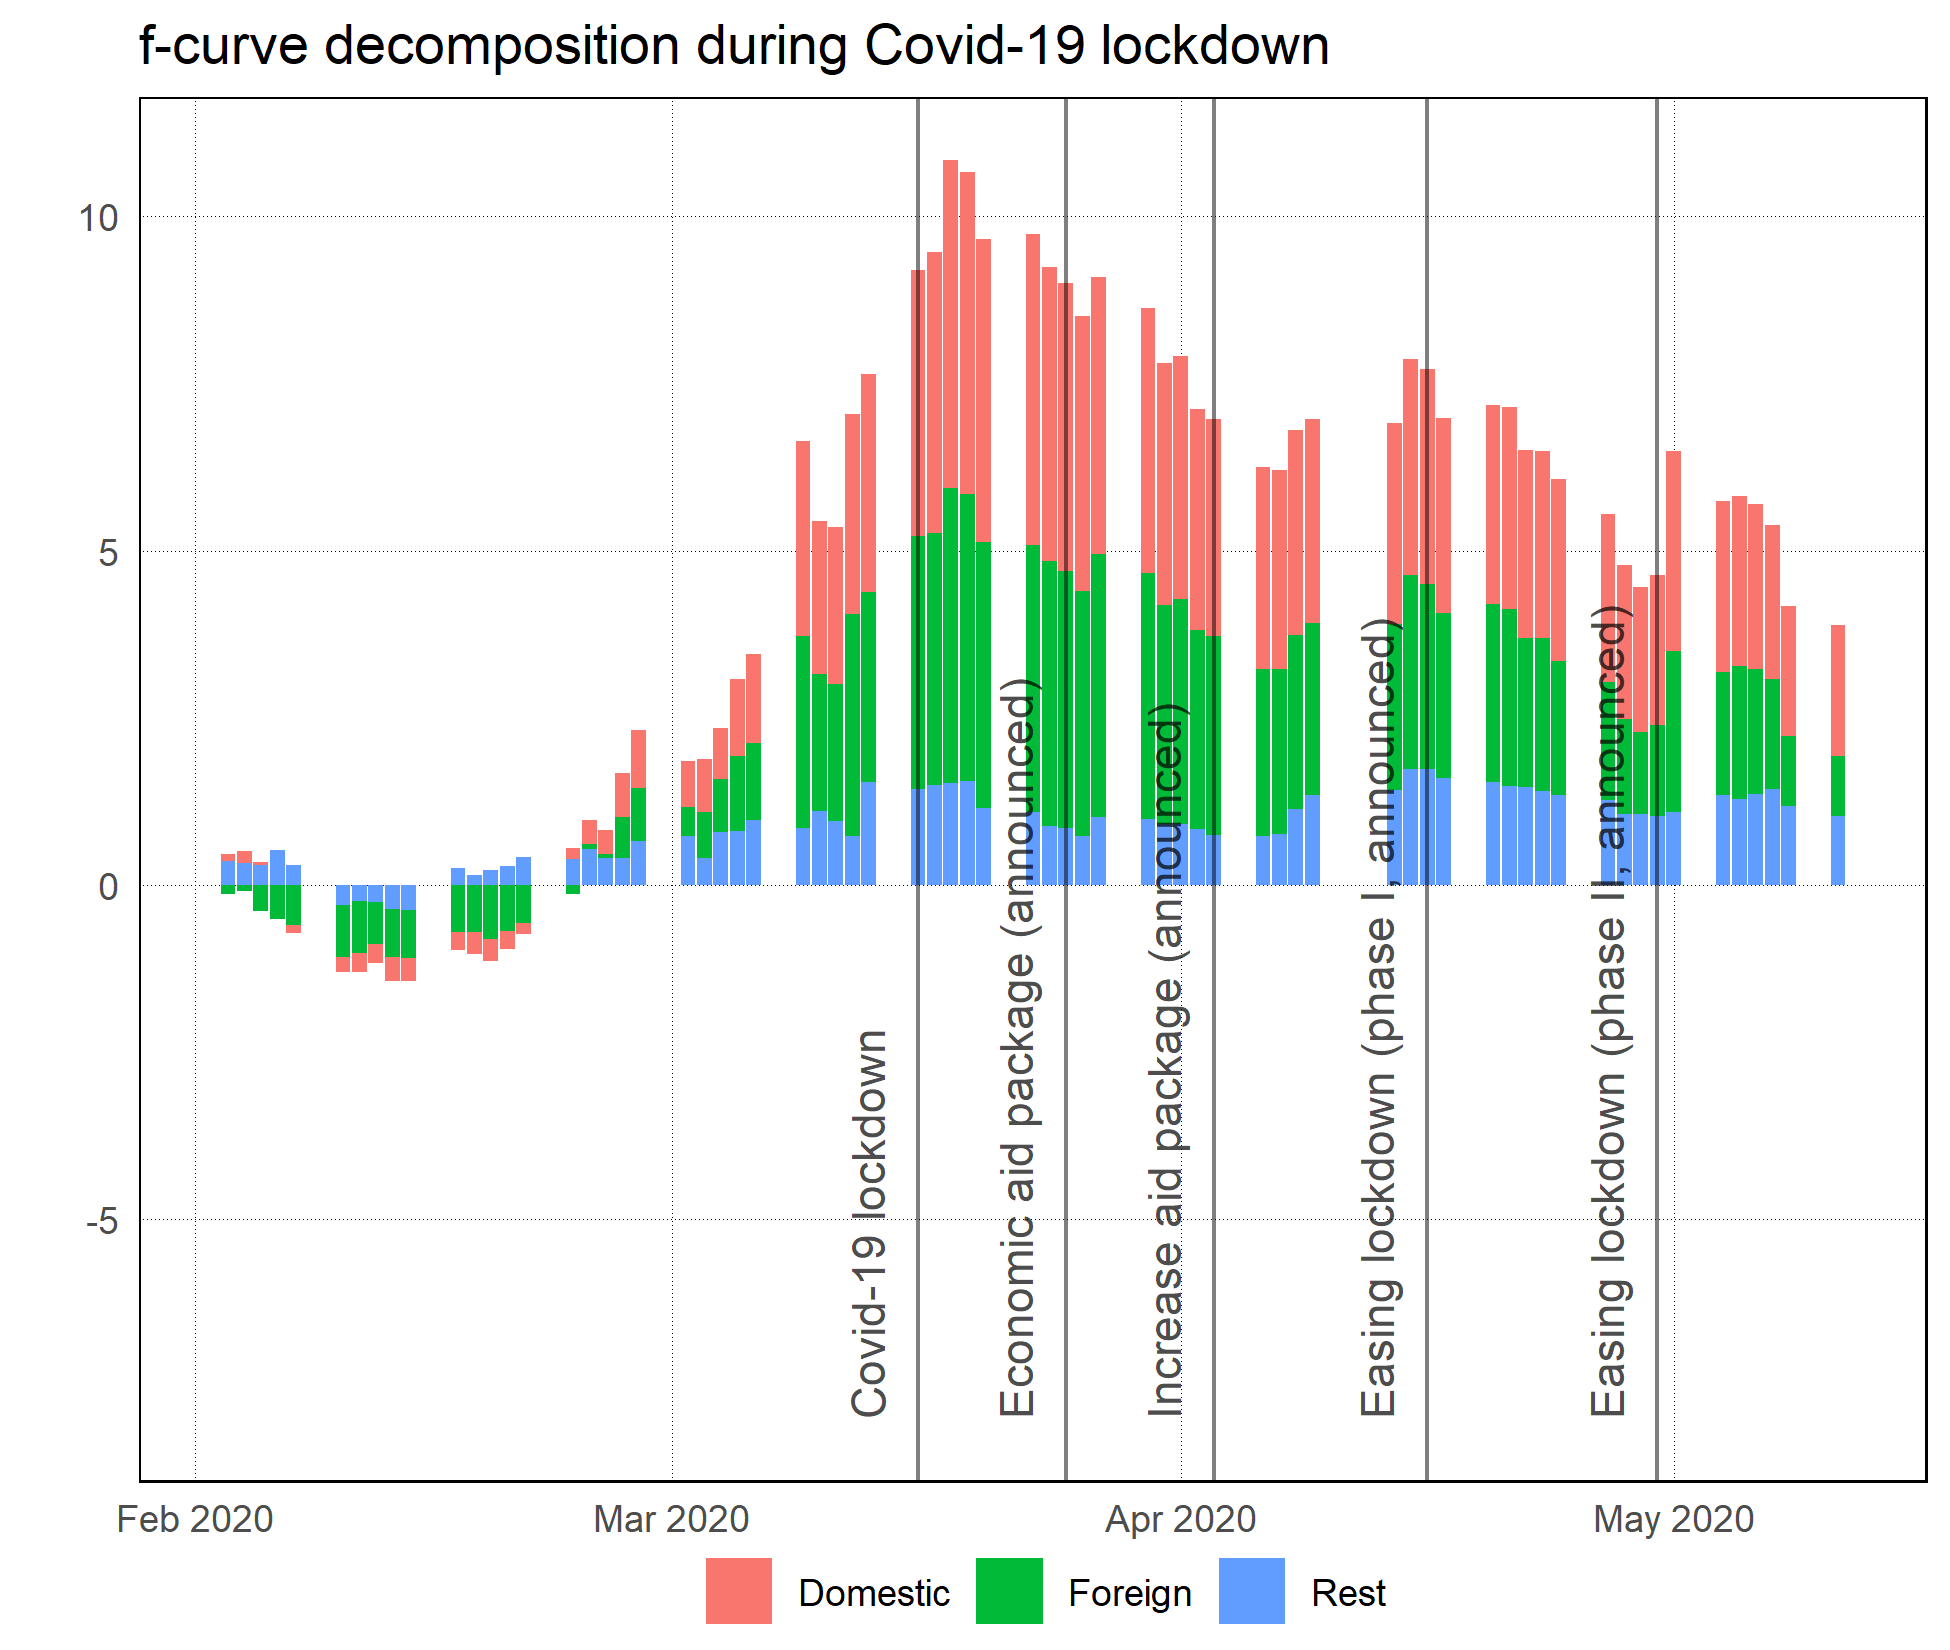 f-curve decomposition during Covid-19 lockdown
10
5
0
-5
Covid-19 lockdown
Economic aid package (announced)
Increase aid package (announced)
Easing lockdown (phase I, announced)
Easing lockdown (phase II, announced)
Feb 2020
Mar 2020
Apr 2020
May 2020
Domestic
Foreign
Rest